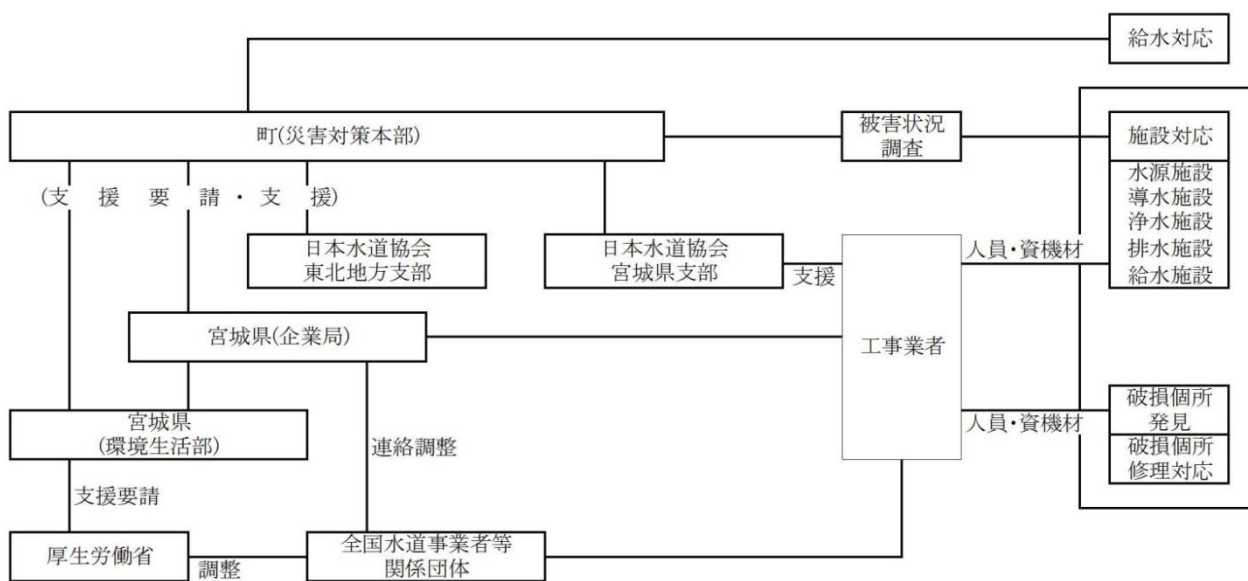 給水対応
町(災害対策本部)
被害状況
調査
施設対応
水源施設
導水施設
浄水施設
排水施設
給水施設
(支援要請・支援)
日本水道協会
東北地方支部
日本水道協会
宮城県支部
支援
人員・資機材
工事業者
宮城県(企業局)
宮城県
(環境生活部)
連絡調整
人員・資機材
破損個所
発見
破損個所
修理対応
支援要請
厚生労働省
調整
全国水道事業者等
関係団体